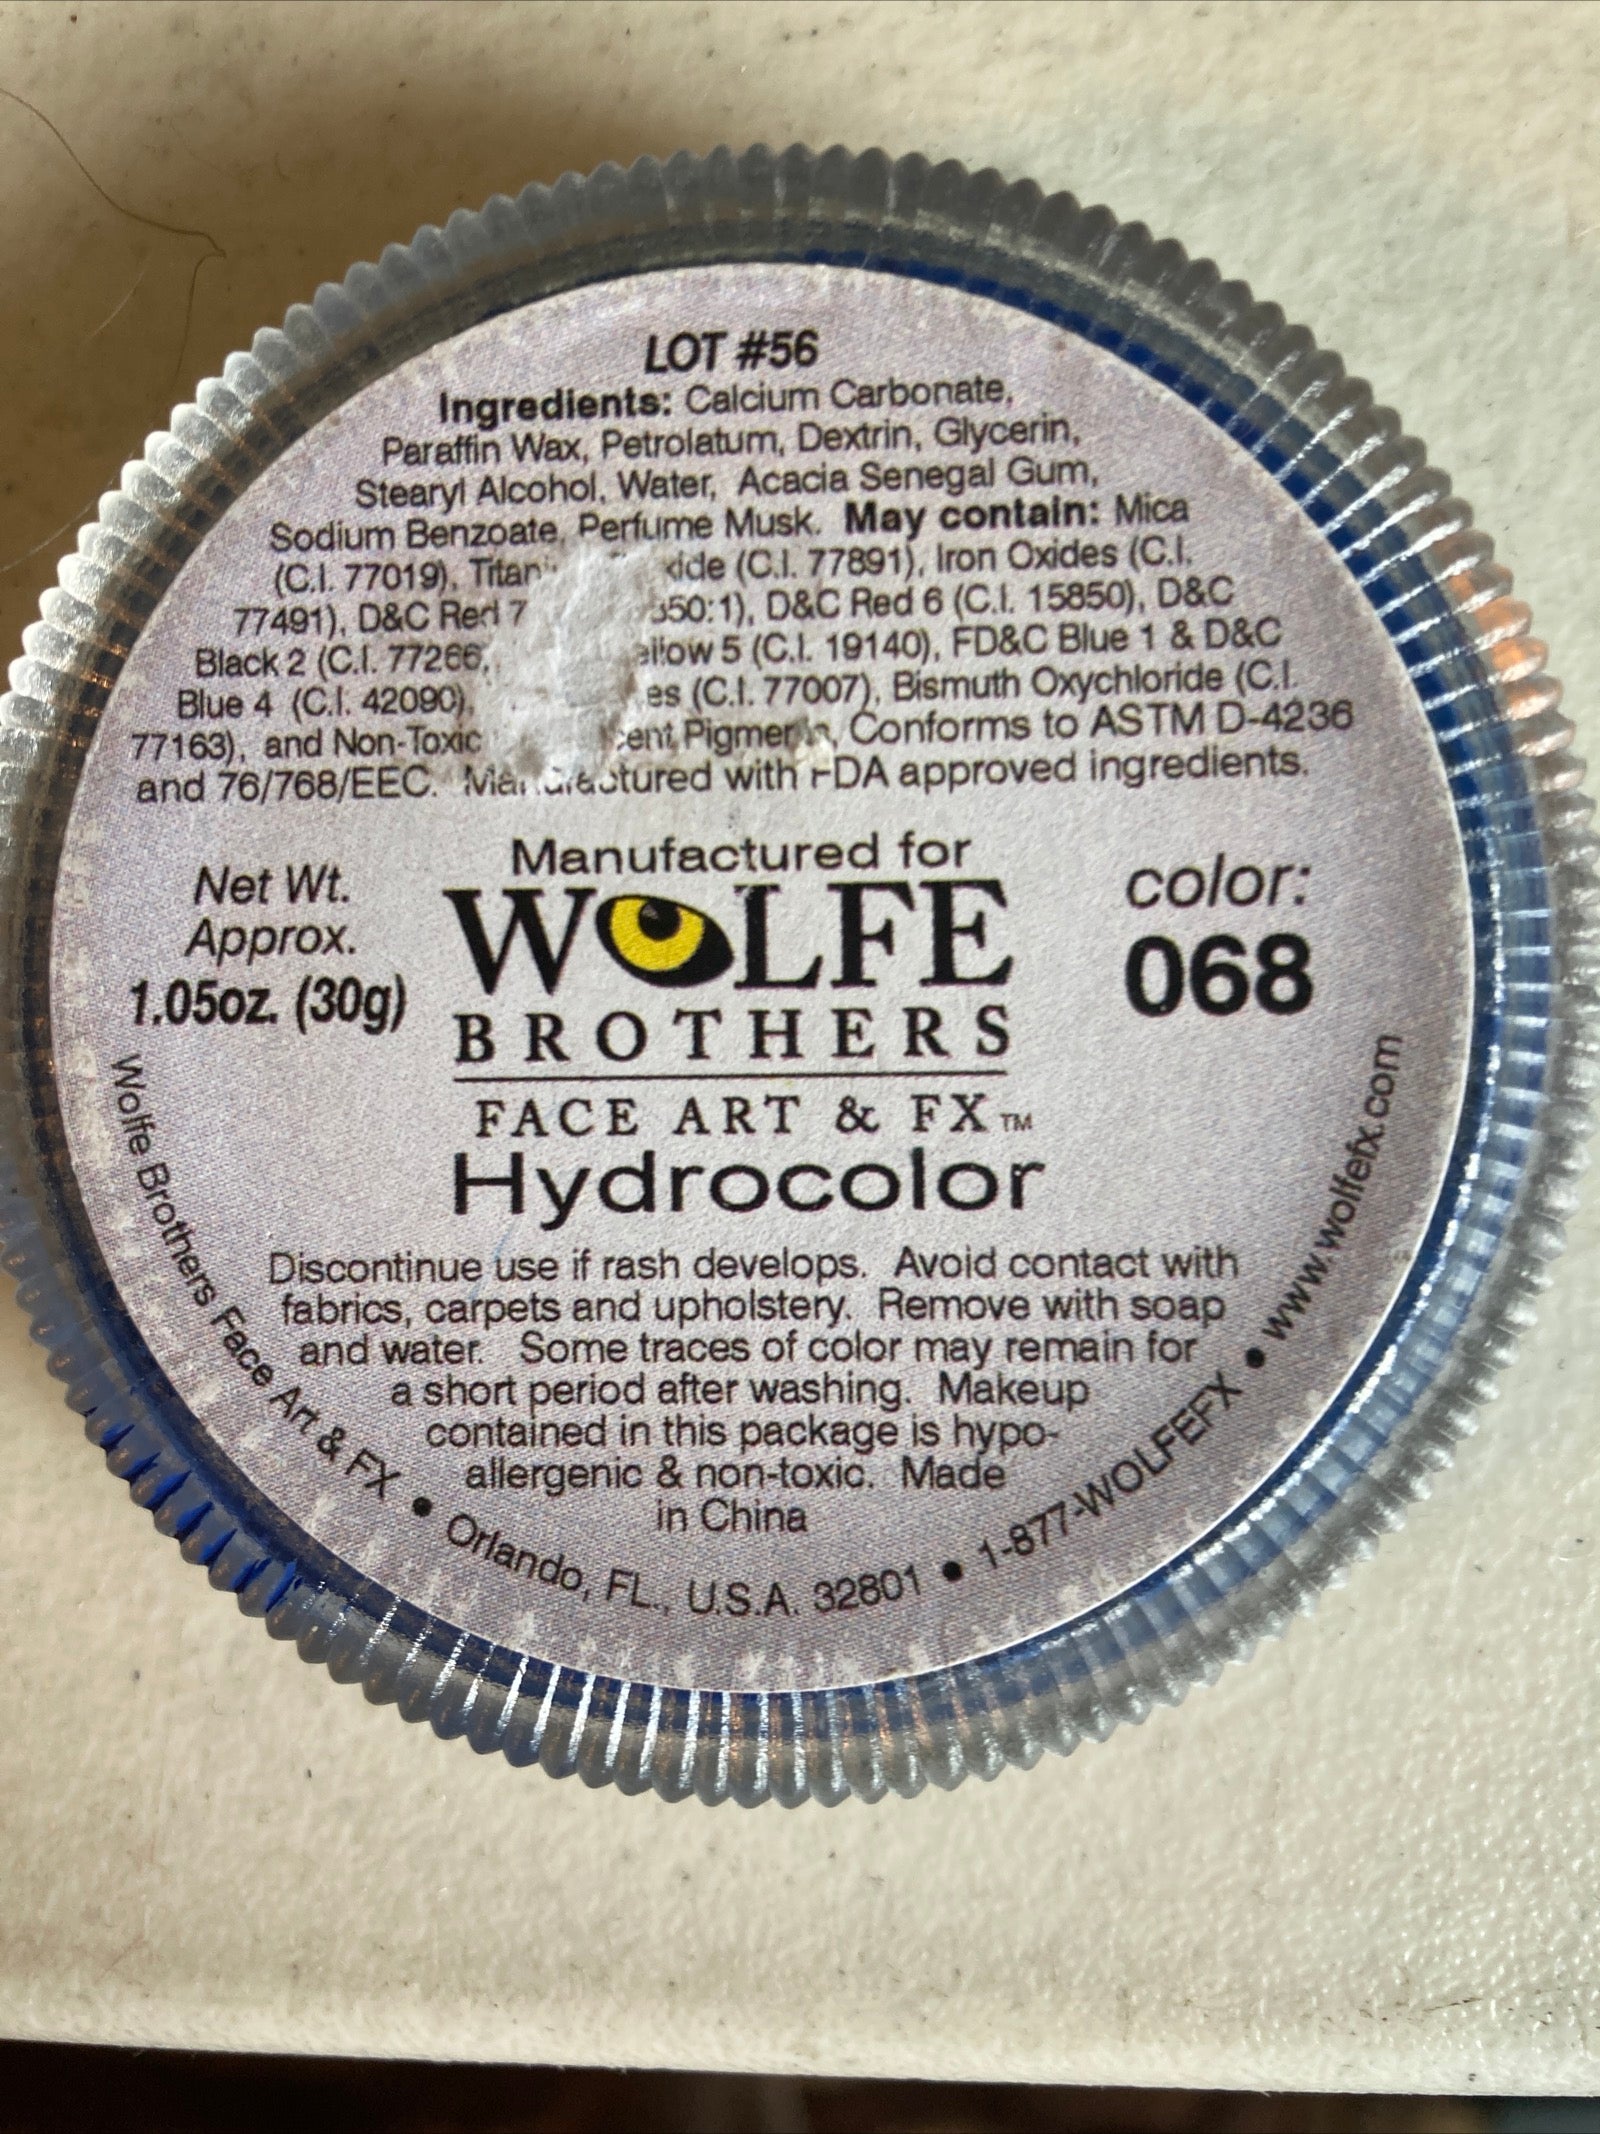 LOT #56
Ingredients: Calcium Carbonate,
Paraffin Wax, Petrolatum, Dextrin, Glycerin,
Stearyl Alcohol, Water, Acacia Senegal Gum,
Sodium Benzoate, Perfume Musk. May contain: Mica
(C.I. 77019), (C.I. 77891), Iron Oxides (C.I.
77491), D&C Red 7 D&C Red 6 (C.I. 15850), D&C
Black 2 (C.I. 77266, 5 (C.I. 19140), FD&C Blue 1 & D&C
Blue 4 (C.I. 42090), (C.I. 77007), Bismuth Oxychloride (C.I.
77163), and Non-Toxic Conforms to ASTM D-4236
and 76/768/EEC. Manufactured with FDA approved ingredients.
Net Wt.
Approx.
1.05oz. (30g)
Manufactured for
WOLFE
BROTHERS
FACE ART & FX™
Hydrocolor
color:
068
Discontinue use if rash develops. Avoid contact with
fabrics, carpets and upholstery. Remove with soap
and water. Some traces of color may remain for
a short period after washing. Makeup
contained in this package is hypo-
allergenic & non-toxic. Made
in China
Wolfe Brothers Face Art & FX • Orlando, FL., U.S.A. 32801 • 1-877-WOLFEFX • www.wolfefx.com